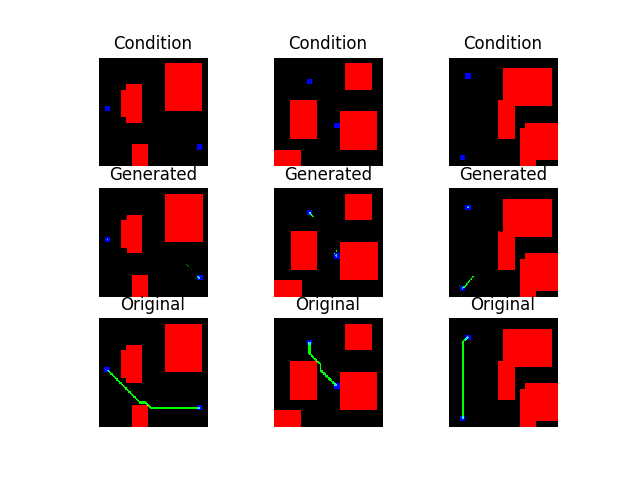 Condition Condition Condition
Generated Generated Generated
Original Original Original